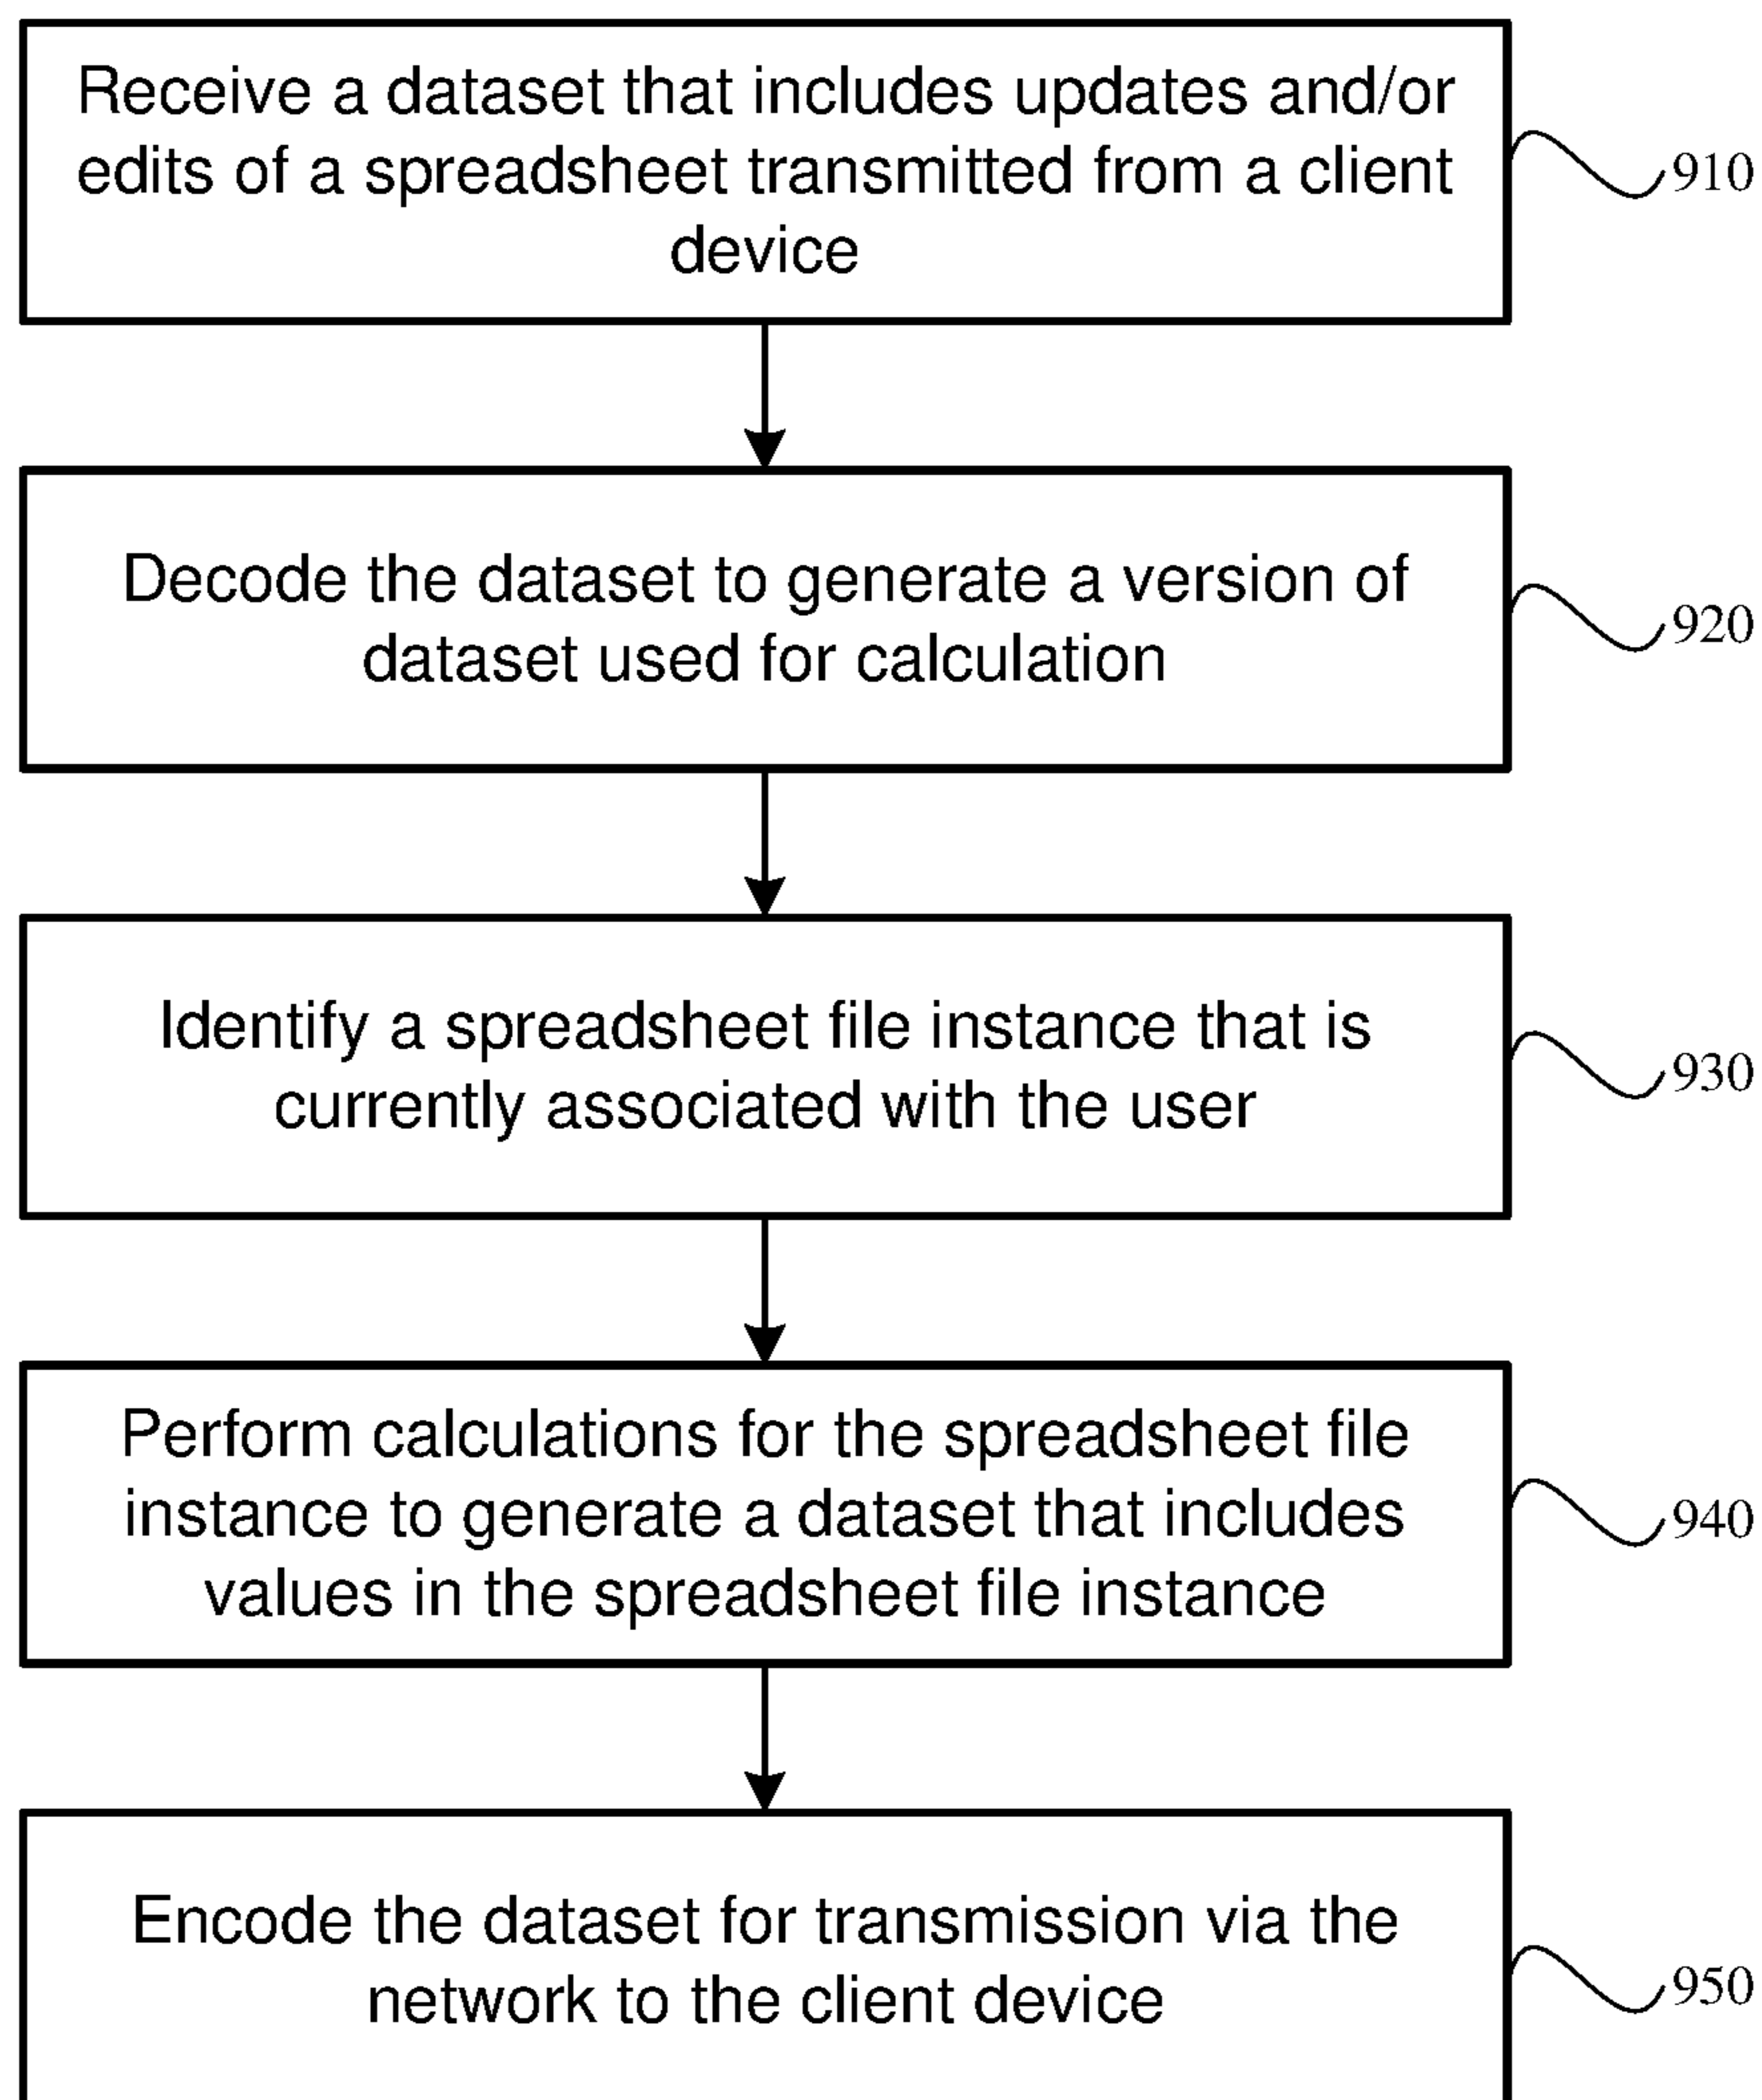 Receive a dataset that includes updates and/or
edits of a spreadsheet transmitted from a client
device
910
Decode the dataset to generate a version of
dataset used for calculation
920
Identify a spreadsheet file instance that is
currently associated with the user
930
Perform calculations for the spreadsheet file
instance to generate a dataset that includes
values in the spreadsheet file instance
940
Encode the dataset for transmission via the
network to the client device
950